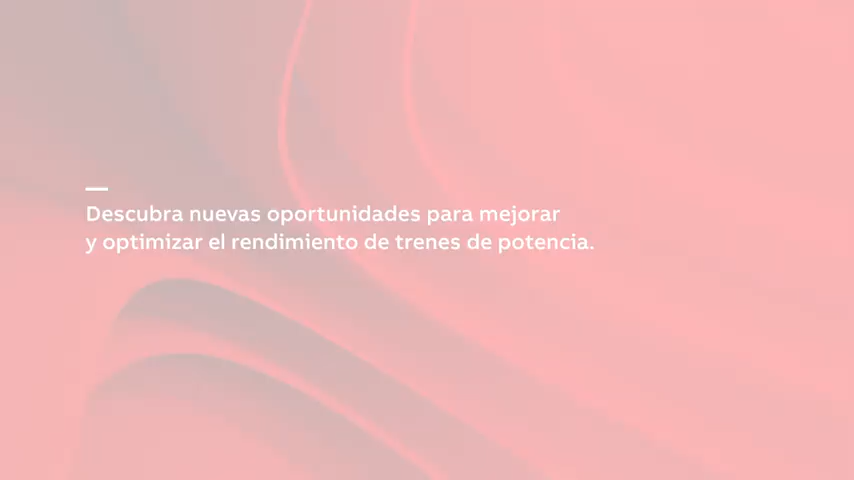 Descubra nuevas oportunidades para mejorar
y optimizar el rendimiento de trenes de potencia.